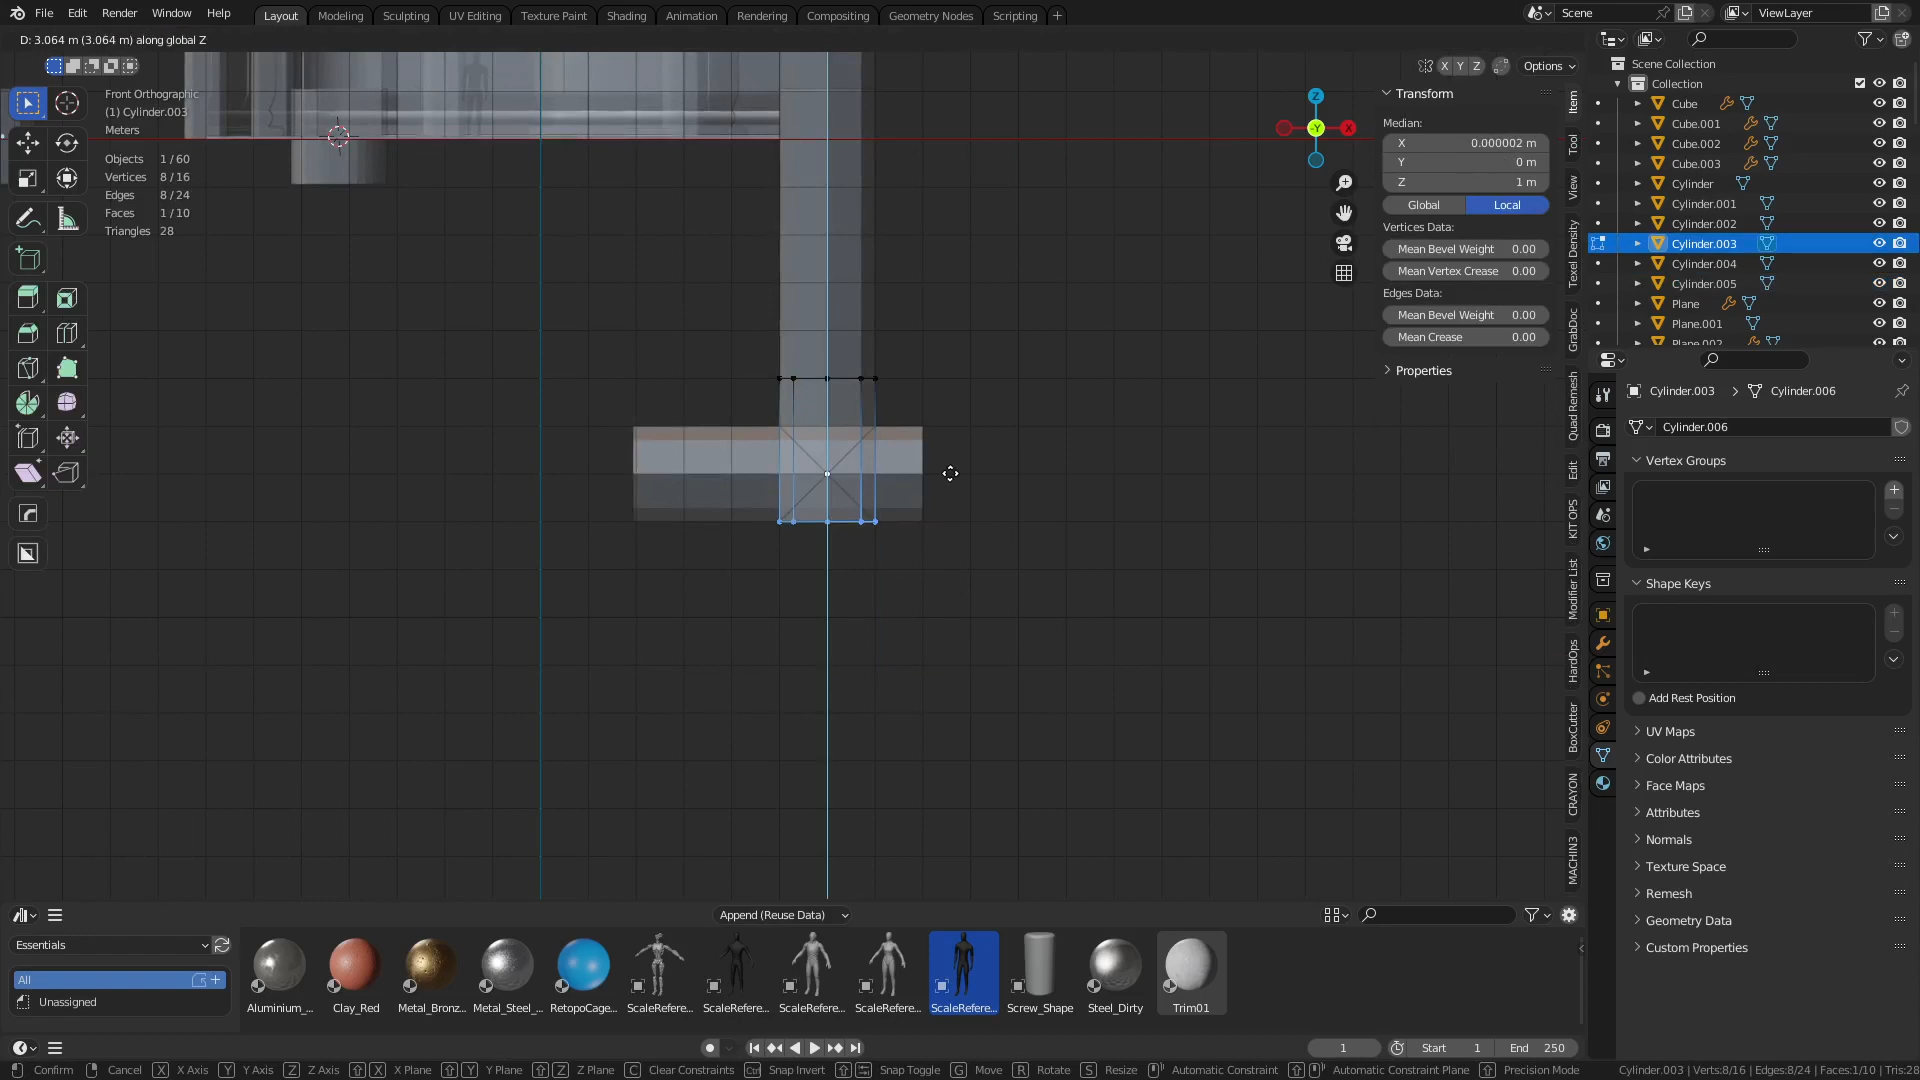 File Edit Render Window Help Layout Modeling Sculpting UV Editing Texture Paint Shading Animation Rendering Compositing Geometry Nodes Scripting + Scene ViewLayer
D: 3.064 m (3.064 m) along global Z
X Y Z Options
Front Orthographic
(1) Cylinder.003
Meters
Objects 1 / 60
Vertices 8 / 16
Edges 8 / 24
Faces 1 / 10
Triangles 28
Z
-Y X
Transform
Median:
X 0.000002 m
Y 0 m
Z 1 m
Global Local
Vertices Data:
Mean Bevel Weight 0.00
Mean Vertex Crease 0.00
Edges Data:
Mean Bevel Weight 0.00
Mean Crease 0.00
Properties
Item
Tool
View
Texel Density
GrabDoc
Quad Remesh
Edit
KIT OPS
Modifier List
HardOps
BoxCutter
CRAYON
MACHIN3
Scene Collection
Collection
Cube
Cube.001
Cube.002
Cube.003
Cylinder
Cylinder.001
Cylinder.002
Cylinder.003
Cylinder.004
Cylinder.005
Plane
Plane.001
Plane.002
Cylinder.003 > Cylinder.006
Cylinder.006
Vertex Groups
Shape Keys
Add Rest Position
UV Maps
Color Attributes
Face Maps
Attributes
Normals
Texture Space
Remesh
Geometry Data
Custom Properties
Append (Reuse Data)
Essentials
All
Unassigned
Aluminium_... Clay_Red Metal_Bronz... Metal_Steel_... RetopoCage... ScaleRefere... ScaleRefere... ScaleRefere... ScaleRefere... ScaleRefere... Screw_Shape Steel_Dirty Trim01
1 Start 1 End 250
Confirm Cancel X X Axis Y Y Axis Z Z Axis X X Plane Y Y Plane Z Z Plane C Clear Constraints Ctrl Snap Invert Snap Toggle G Move R Rotate S Resize Automatic Constraint Automatic Constraint Plane Precision Mode Cylinder.003 | Verts:8/16 | Edges:8/24 | Faces:1/10 | Tris:28